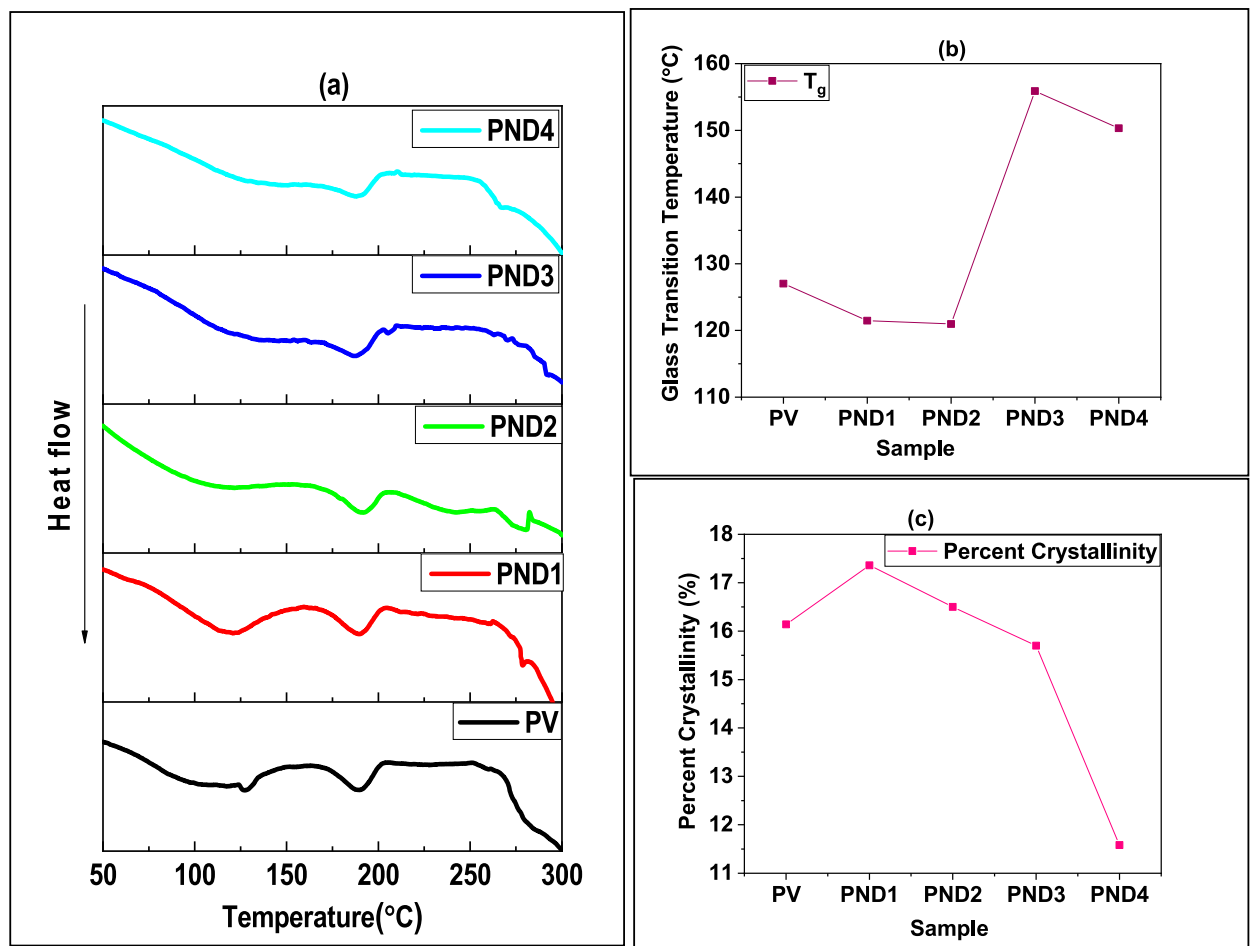 (a)
PND4
PND3
PND2
PND1
PV
Heat flow
50 100 150 200 250 300
Temperature(°C)
(b)
T_g
160
150
140
130
120
110
Glass Transition Temperature (°C)
PV PND1 PND2 PND3 PND4
Sample
(c)
Percent Crystallinity
18
17
16
15
14
13
12
11
Percent Crystallinity (%)
PV PND1 PND2 PND3 PND4
Sample